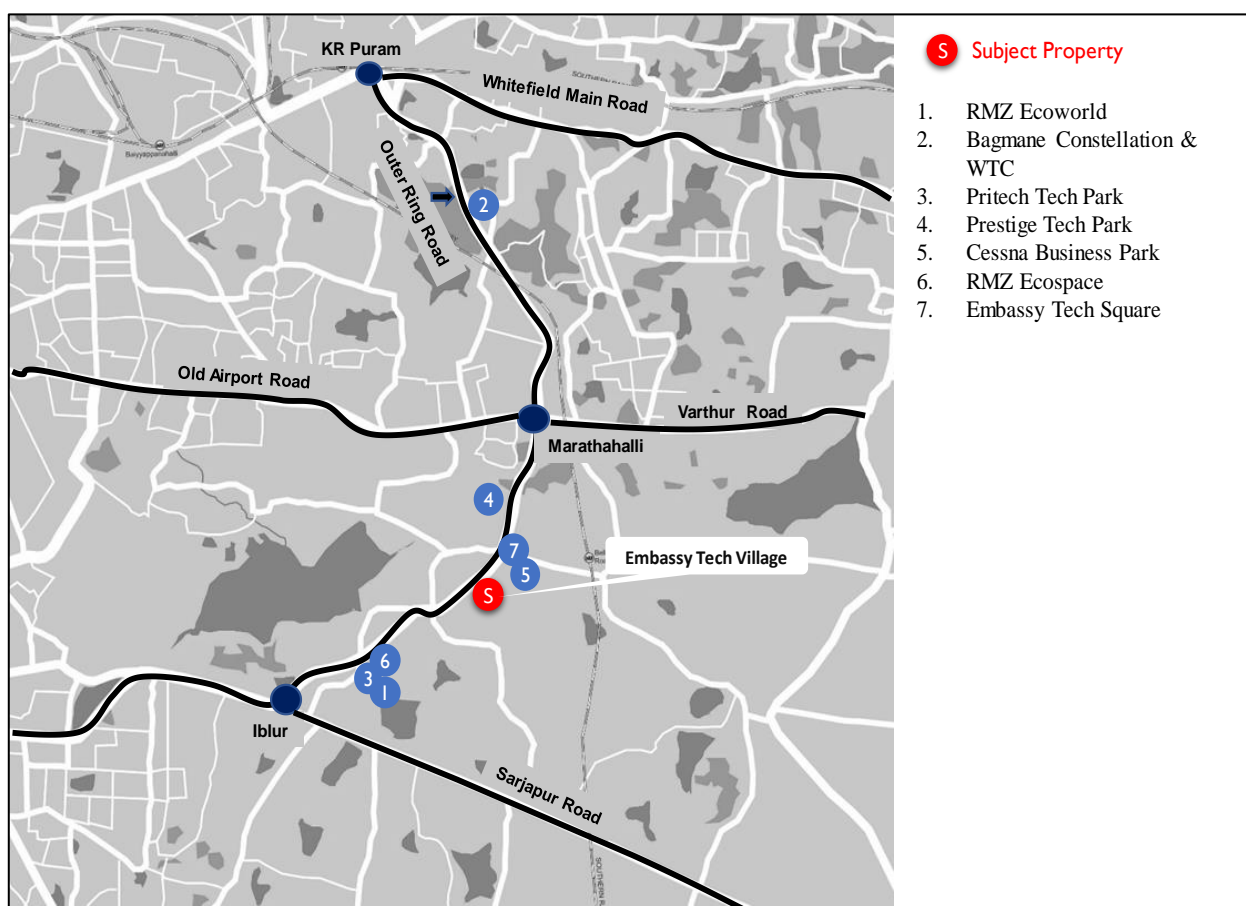 KR Puram
Whitefield Main Road
Outer Ring Road
2
Old Airport Road
Varthur Road
Marathahalli
4
7
5
Embassy Tech Village
S
6
3
1
Iblur
Sarjapur Road
S Subject Property
1. RMZ Ecoworld
2. Bagmane Constellation &
WTC
3. Pritech Tech Park
4. Prestige Tech Park
5. Cessna Business Park
6. RMZ Ecospace
7. Embassy Tech Square